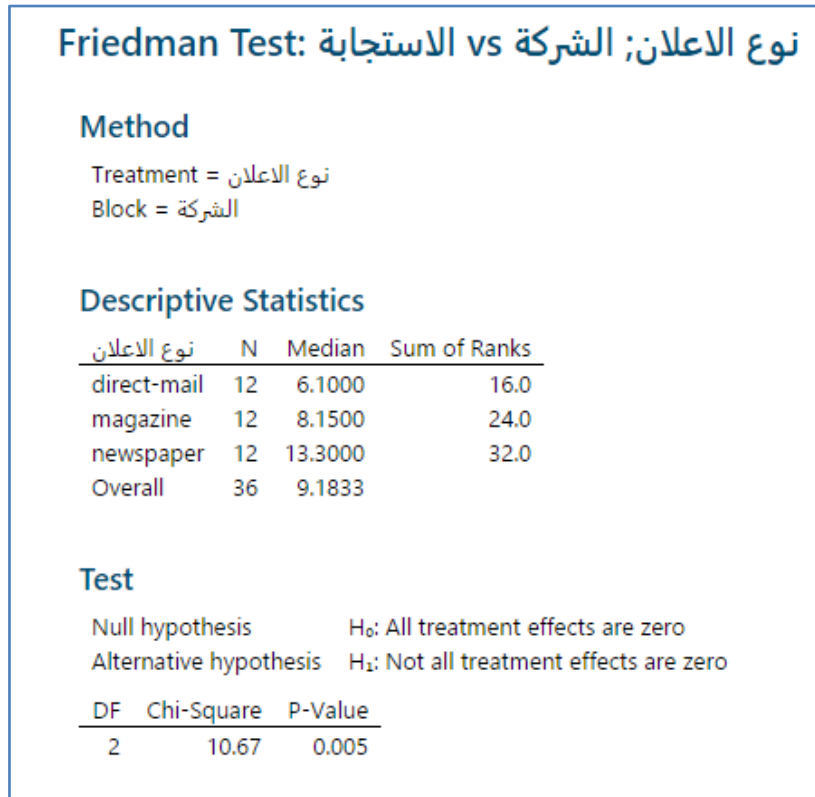 Friedman Test: الاستجابة vs نوع الاعلان; الشركة
Method
Treatment = نوع الاعلان
Block = الشركة
Descriptive Statistics
نوع الاعلان N Median Sum of Ranks
direct-mail 12 6.1000 16.0
magazine 12 8.1500 24.0
newspaper 12 13.3000 32.0
Overall 36 9.1833
Test
Null hypothesis H₀: All treatment effects are zero
Alternative hypothesis H₁: Not all treatment effects are zero
DF Chi-Square P-Value
2 10.67 0.005